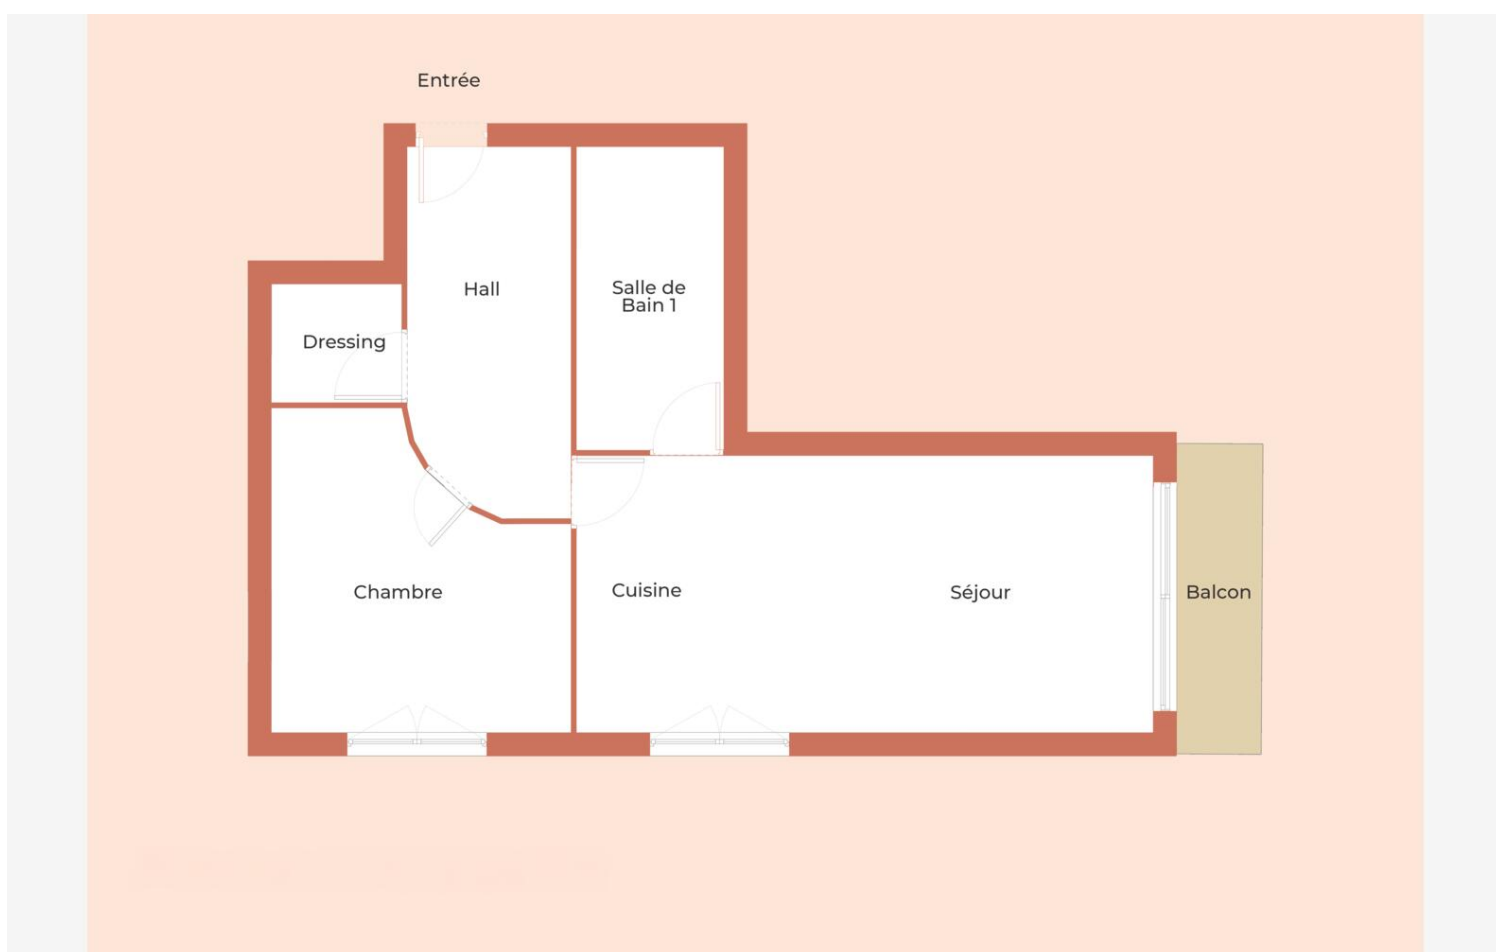 Entrée
Hall
Salle de
Bain 1
Dressing
Chambre
Cuisine
Séjour
Balcon